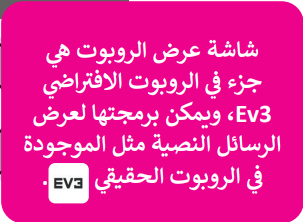 شاشة عرض الروبوت هي
جزء في الروبوت الافتراضي
Ev3، ويمكن برمجتها لعرض
الرسائل النصية مثل الموجودة
في الروبوت الحقيقي EV3 .